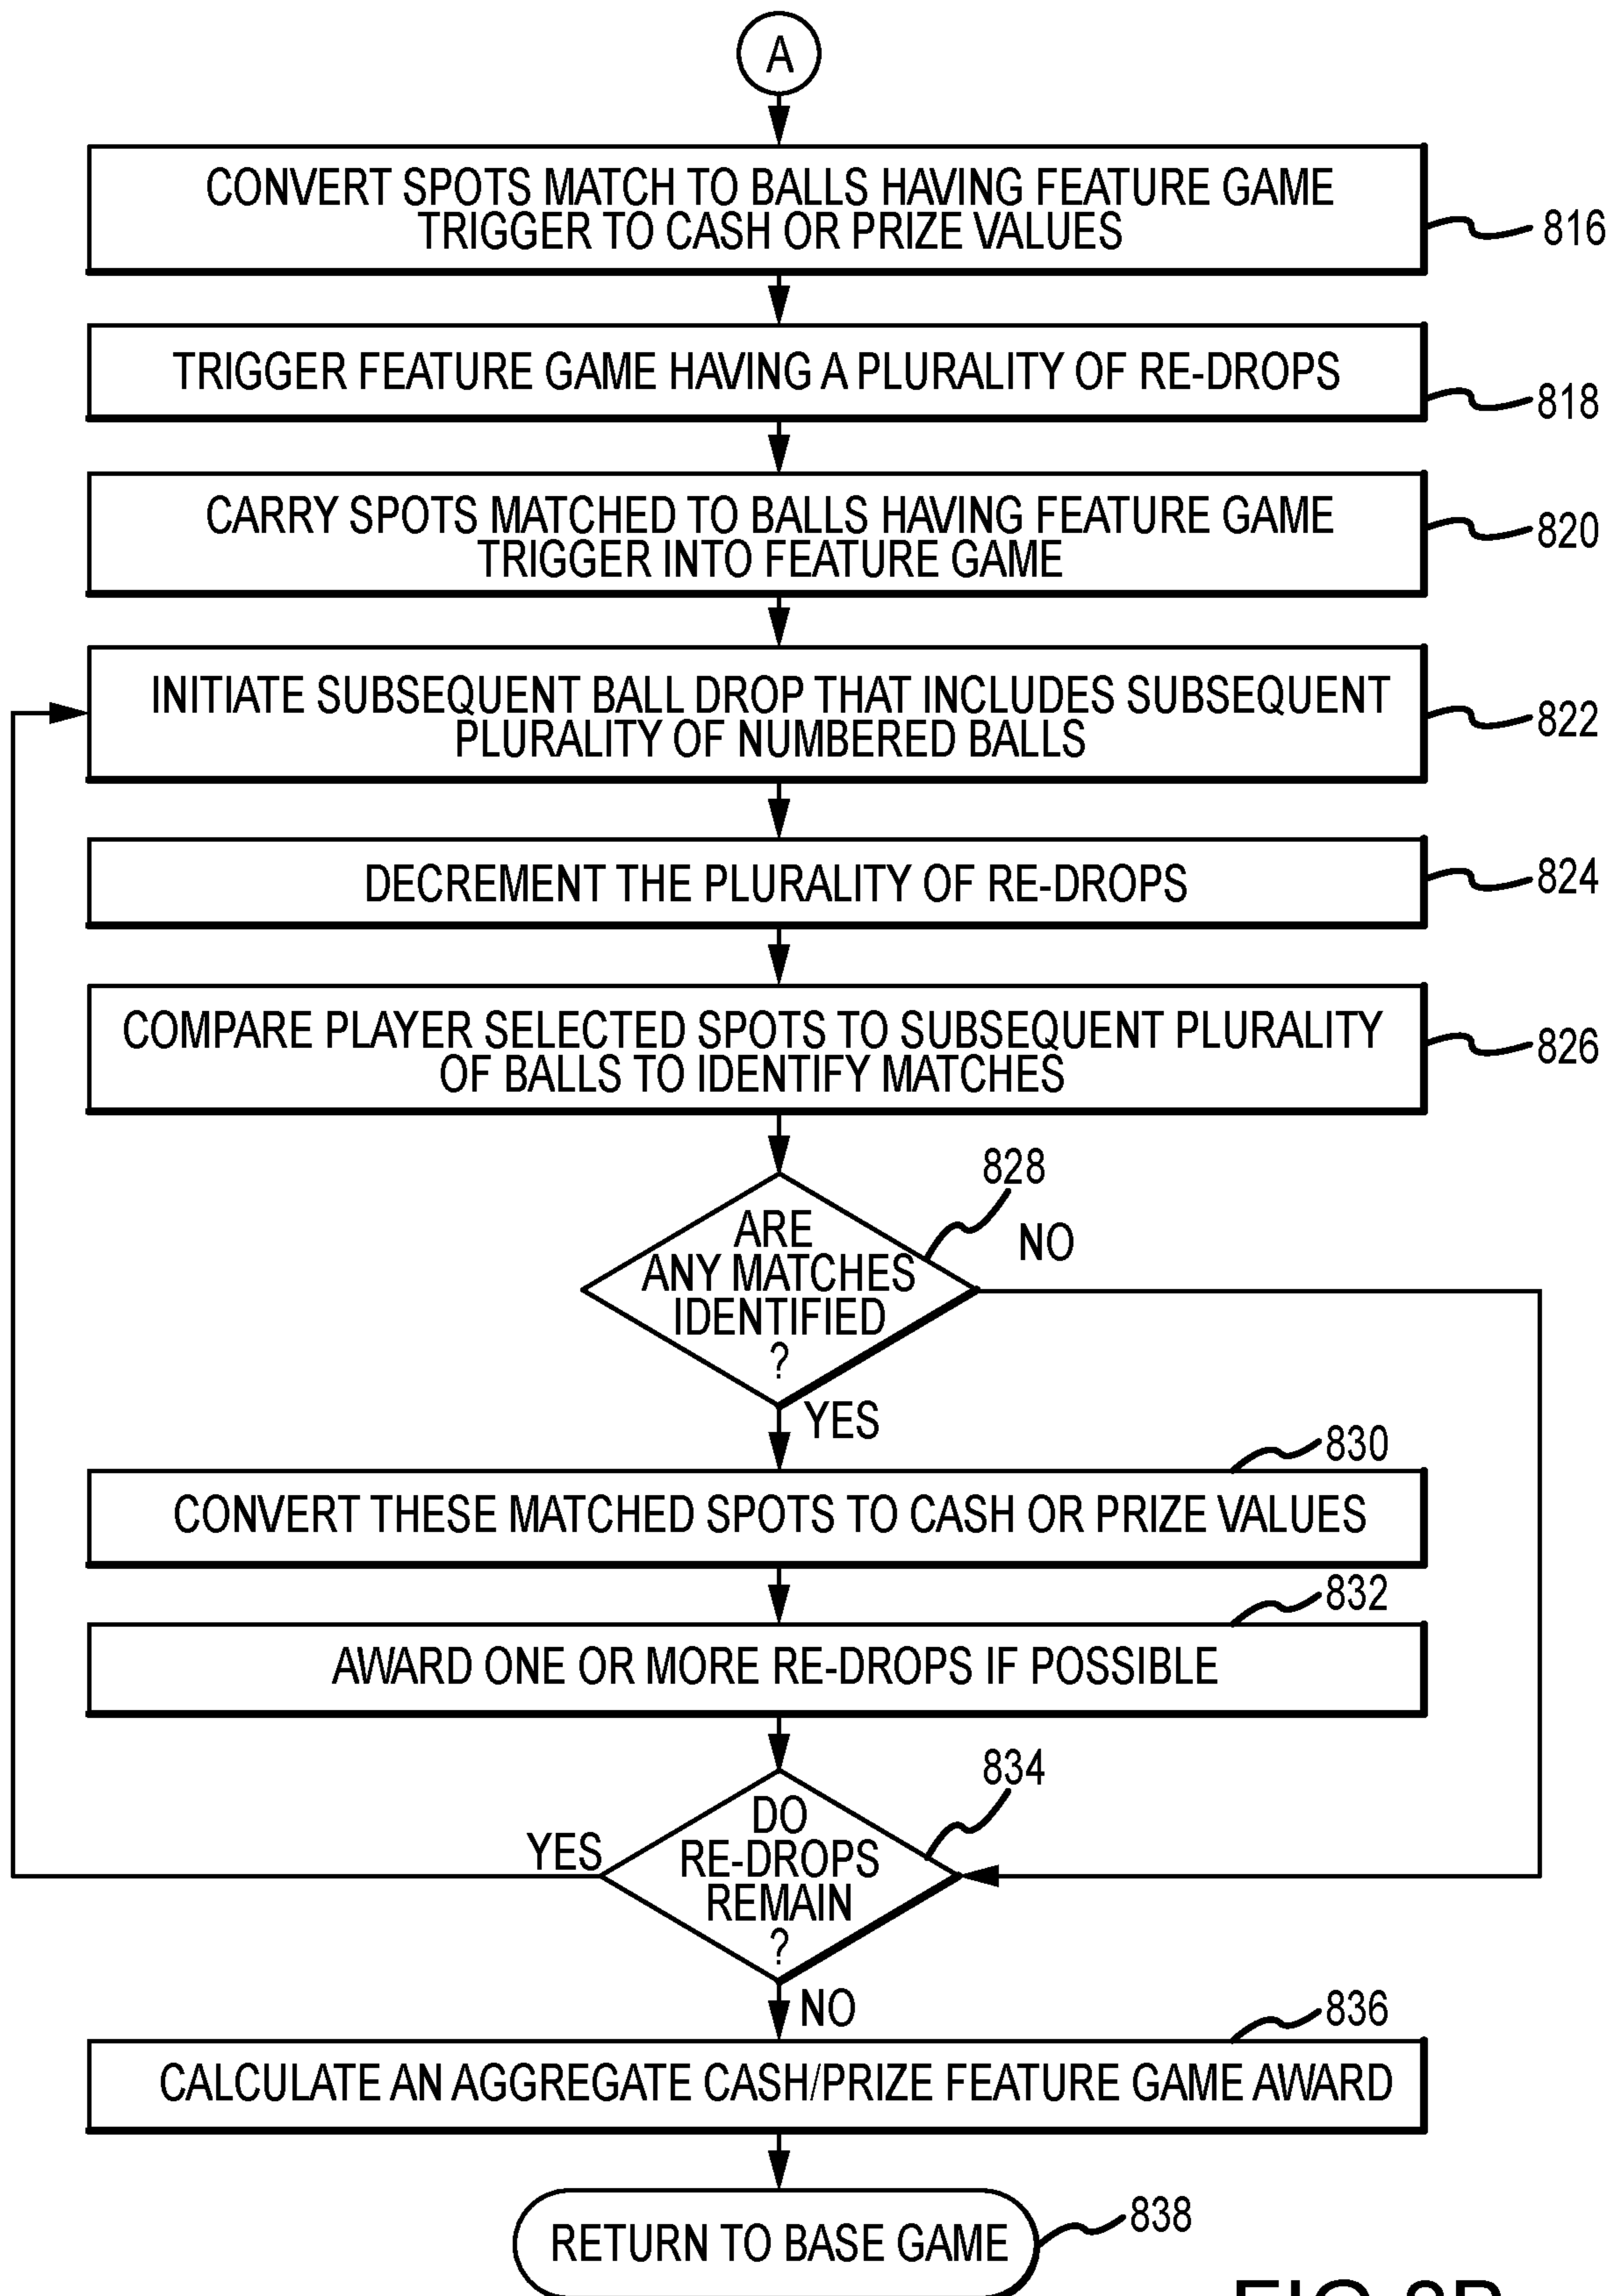 A
CONVERT SPOTS MATCH TO BALLS HAVING FEATURE GAME
TRIGGER TO CASH OR PRIZE VALUES
816
TRIGGER FEATURE GAME HAVING A PLURALITY OF RE-DROPS
818
CARRY SPOTS MATCHED TO BALLS HAVING FEATURE GAME
TRIGGER INTO FEATURE GAME
820
INITIATE SUBSEQUENT BALL DROP THAT INCLUDES SUBSEQUENT
PLURALITY OF NUMBERED BALLS
822
DECREMENT THE PLURALITY OF RE-DROPS
824
COMPARE PLAYER SELECTED SPOTS TO SUBSEQUENT PLURALITY
OF BALLS TO IDENTIFY MATCHES
826
828
ARE
ANY MATCHES
IDENTIFIED
?
NO
YES
830
CONVERT THESE MATCHED SPOTS TO CASH OR PRIZE VALUES
832
AWARD ONE OR MORE RE-DROPS IF POSSIBLE
834
DO
RE-DROPS
REMAIN
?
YES
NO
836
CALCULATE AN AGGREGATE CASH/PRIZE FEATURE GAME AWARD
RETURN TO BASE GAME
838